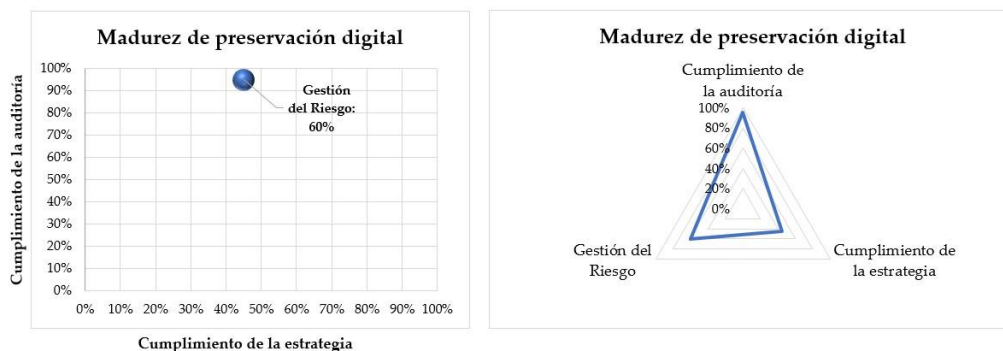 Madurez de preservación digital
Cumplimiento de la auditoría
100%
90%
80%
70%
60%
50%
40%
30%
20%
10%
0%
Gestión
del Riesgo:
60%
0% 10% 20% 30% 40% 50% 60% 70% 80% 90% 100%
Cumplimiento de la estrategia
Madurez de preservación digital
Cumplimiento de
la auditoría
100%
80%
60%
40%
20%
0%
Gestión del
Riesgo
Cumplimiento de
la estrategia